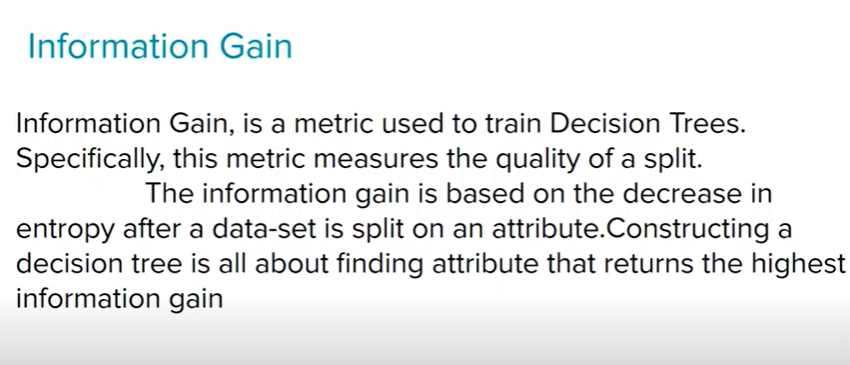 Information Gain
Information Gain, is a metric used to train Decision Trees.
Specifically, this metric measures the quality of a split.
The information gain is based on the decrease in
entropy after a data-set is split on an attribute.Constructing a
decision tree is all about finding attribute that returns the highest
information gain